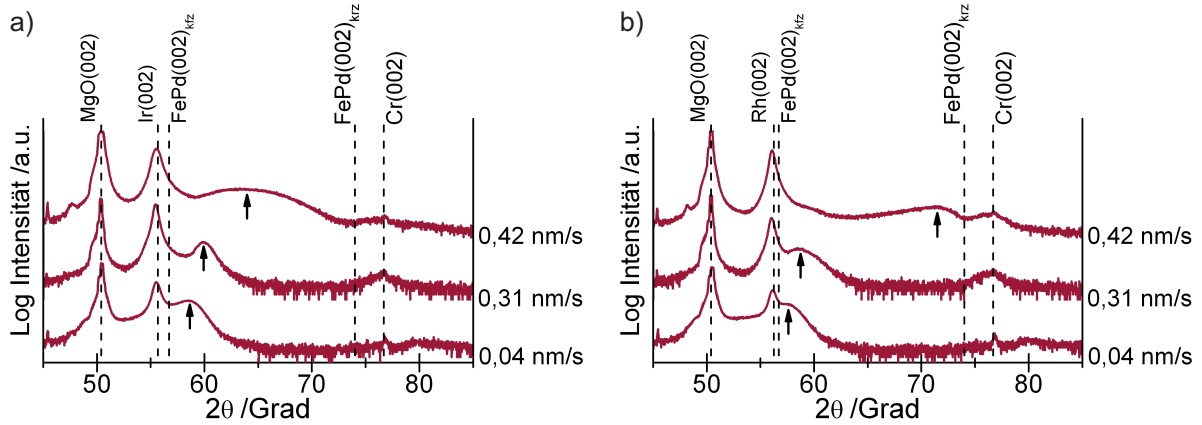 a)
MgO(002)
Ir(002)
FePd(002)kfz
FePd(002)krz
Cr(002)
Log Intensität /a.u.
0,42 nm/s
0,31 nm/s
0,04 nm/s
50 60 70 80
2θ /Grad
b)
MgO(002)
Rh(002)
FePd(002)kfz
FePd(002)krz
Cr(002)
Log Intensität /a.u.
0,42 nm/s
0,31 nm/s
0,04 nm/s
50 60 70 80
2θ /Grad